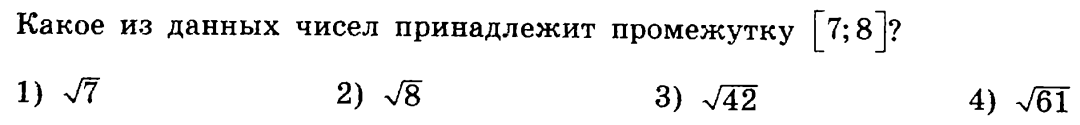 Какое из данных чисел принадлежит промежутку [7; 8]?
1) √7 2) √8 3) √42 4) √61